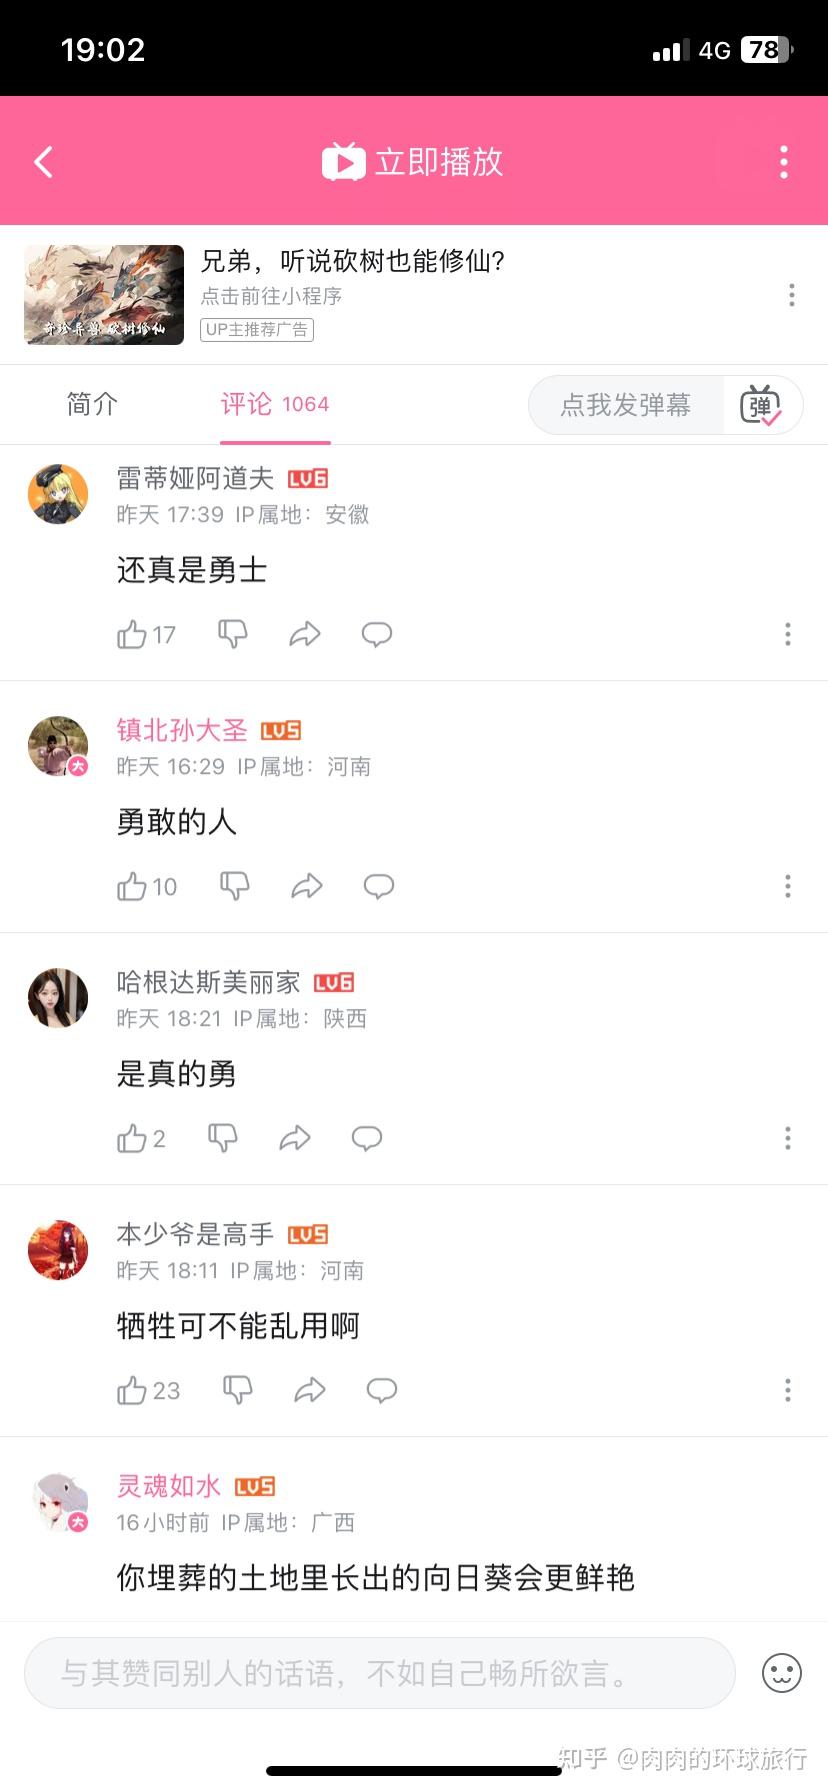 19:02
4G 78
立即播放
兄弟，听说砍树也能修仙?
点击前往小程序
UP主推荐广告
奇珍异兽 砍树修仙
简介
评论 1064
点我发弹幕
弹
雷蒂娅阿道夫 LV6
昨天 17:39 IP属地：安徽
还真是勇士
17
镇北孙大圣 LV5
大
昨天 16:29 IP属地：河南
勇敢的人
10
哈根达斯美丽家 LV6
昨天 18:21 IP属地：陕西
是真的勇
2
本少爷是高手 LV5
昨天 18:11 IP属地：河南
牺牲可不能乱用啊
23
灵魂如水 LV5
大
16小时前 IP属地：广西
你埋葬的土地里长出的向日葵会更鲜艳
与其赞同别人的话语，不如自己畅所欲言。
知乎 @肉肉的环球旅行